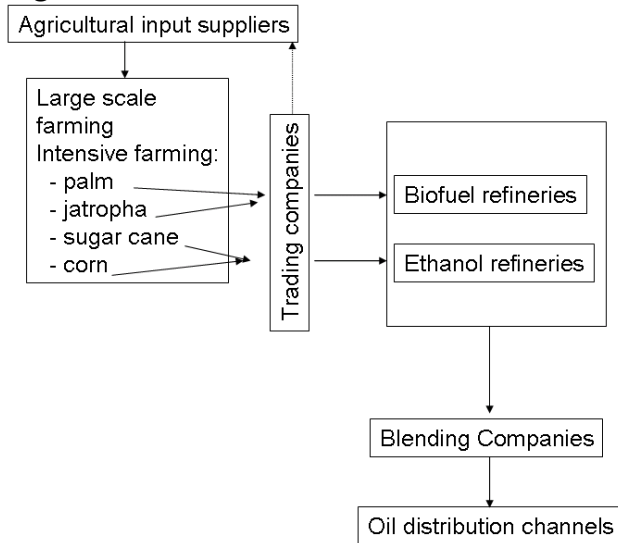 Agricultural input suppliers
Large scale
farming
Intensive farming:
- palm
- jatropha
- sugar cane
- corn
Trading companies
Biofuel refineries
Ethanol refineries
Blending Companies
Oil distribution channels